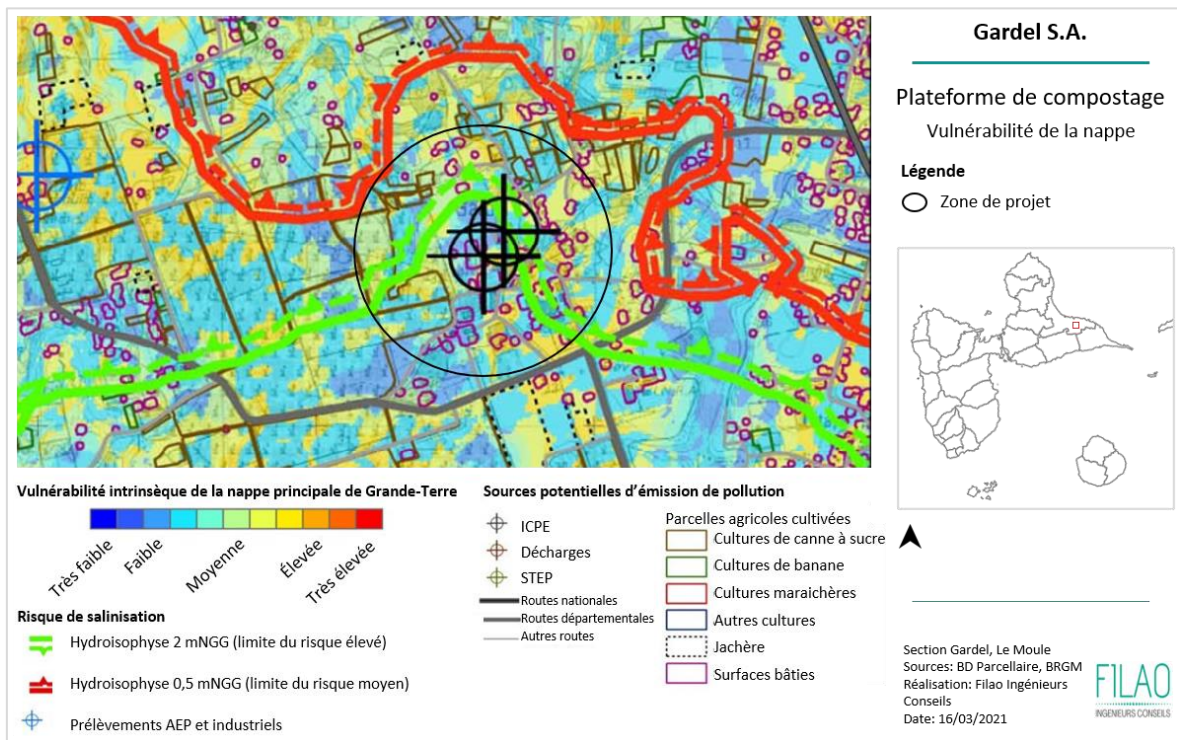 Gardel S.A.
Plateforme de compostage
Vulnérabilité de la nappe
Légende
Zone de projet
Vulnérabilité intrinsèque de la nappe principale de Grande-Terre
Très faible
Faible
Moyenne
Élevée
Très élevée
Risque de salinisation
Hydroisophyse 2 mNGG (limite du risque élevé)
Hydroisophyse 0,5 mNGG (limite du risque moyen)
Prélèvements AEP et industriels
Sources potentielles d'émission de pollution
ICPE
Décharges
STEP
Routes nationales
Routes départementales
Autres routes
Parcelles agricoles cultivées
Cultures de canne à sucre
Cultures de banane
Cultures maraichères
Autres cultures
Jachère
Surfaces bâties
Section Gardel, Le Moule
Sources: BD Parcellaire, BRGM
Réalisation: Filao Ingénieurs
Conseils
Date: 16/03/2021
FILAO
INGENIEURS CONSEILS